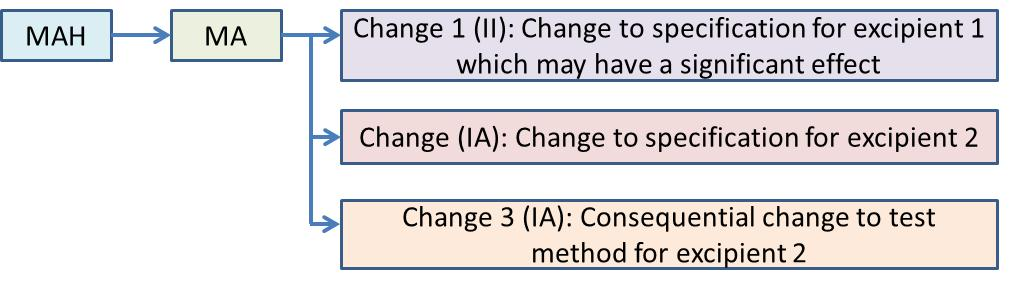 MAH
MA
Change 1 (II): Change to specification for excipient 1
which may have a significant effect
Change (IA): Change to specification for excipient 2
Change 3 (IA): Consequential change to test
method for excipient 2